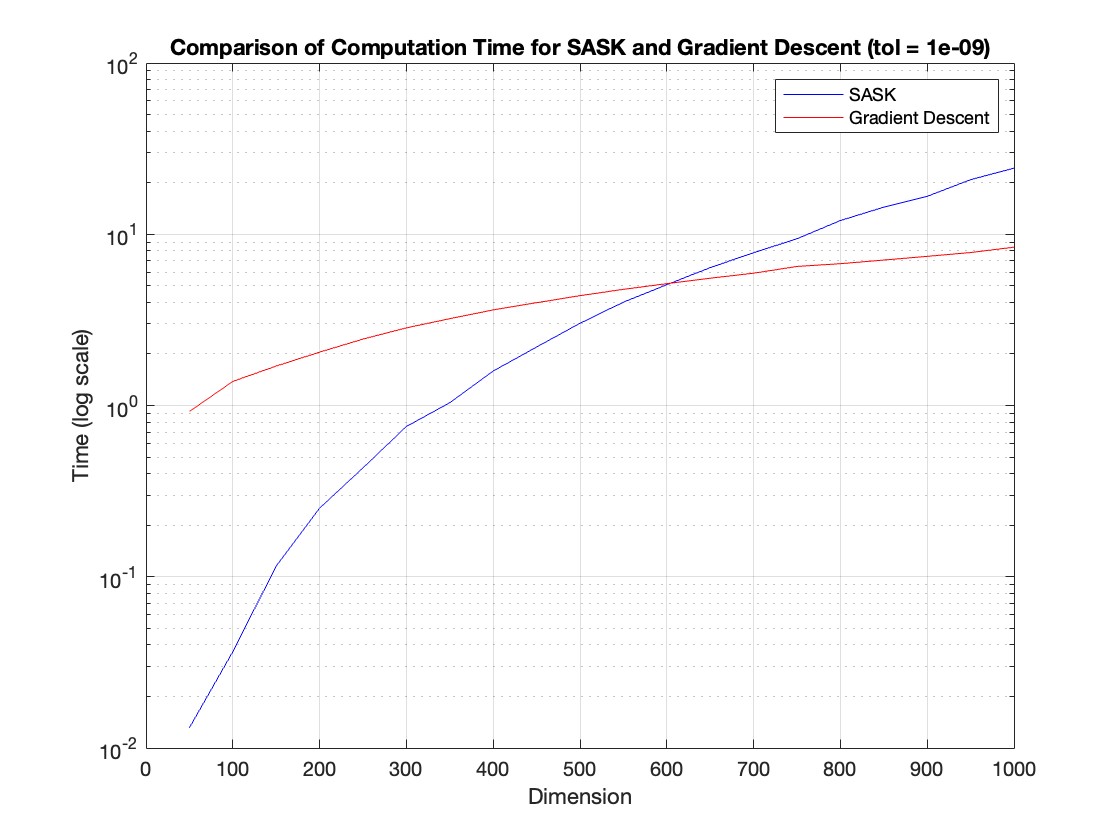 Comparison of Computation Time for SASK and Gradient Descent (tol = 1e-09)
SASK
Gradient Descent
Time (log scale)
10^2
10^1
10^0
10^-1
10^-2
0 100 200 300 400 500 600 700 800 900 1000
Dimension